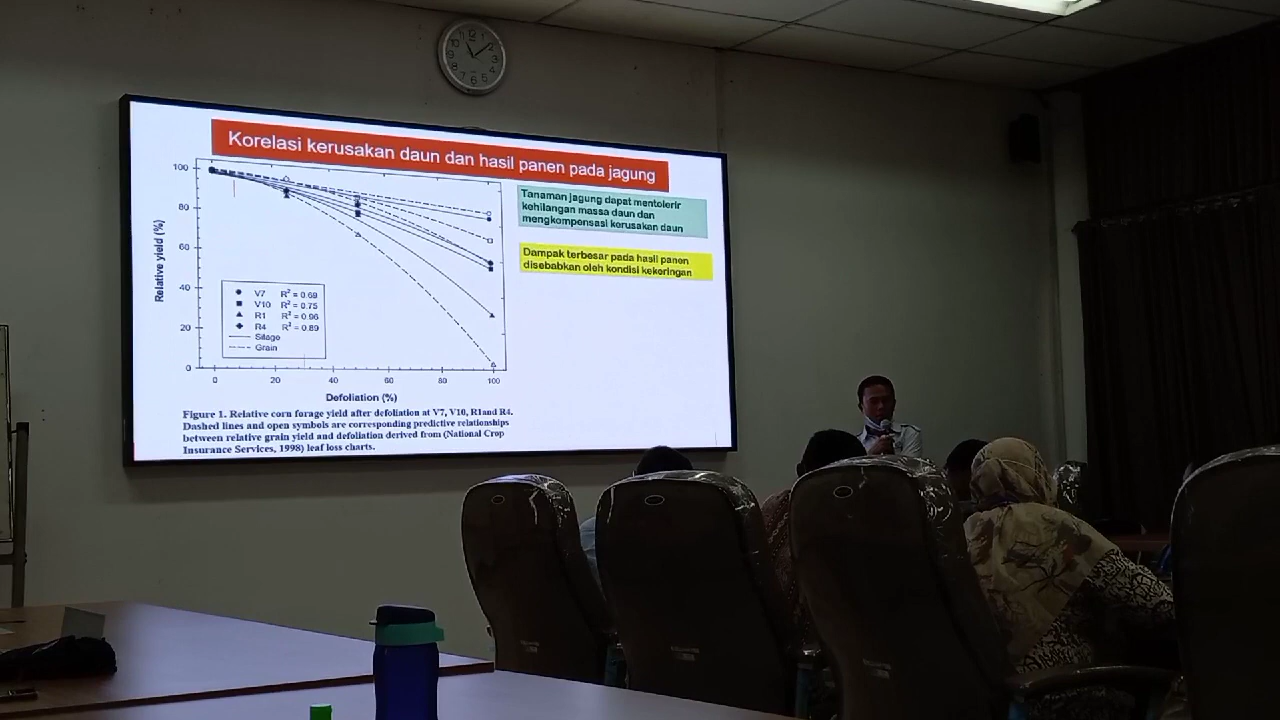 Korelasi kerusakan daun dan hasil panen pada jagung
Tanaman jagung dapat mentolerir
kehilangan massa daun dan
mengkompensasi kerusakan daun
Dampak terbesar pada hasil panen
disebabkan oleh kondisi kekeringan
Relative yield (%)
100
80
60
40
20
0
V7 R² = 0.69
V10 R² = 0.75
R1 R² = 0.96
R4 R² = 0.89
Silage
Grain
0 20 40 60 80 100
Defoliation (%)
Figure 1. Relative corn forage yield after defoliation at V7, V10, R1and R4.
Dashed lines and open symbols are corresponding predictive relationships
between relative grain yield and defoliation derived from (National Crop
Insurance Services, 1998) leaf loss charts.